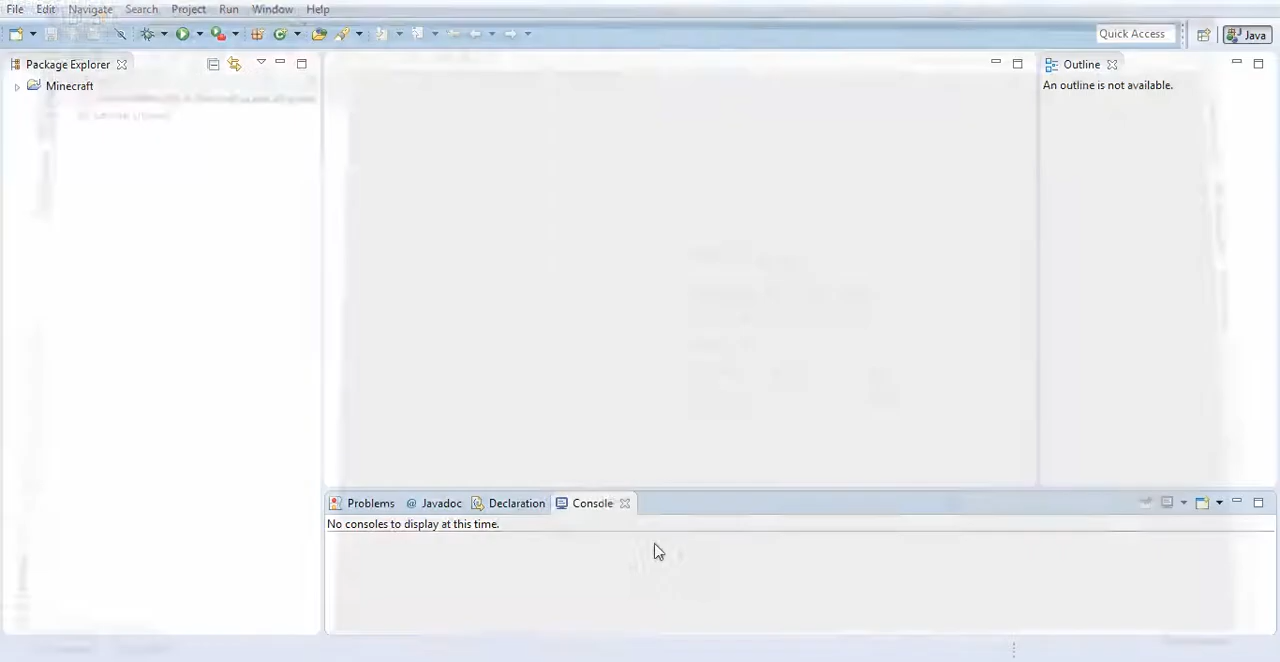 File Edit Navigate Search Project Run Window Help
Quick Access Java
Package Explorer
Minecraft
Outline
An outline is not available.
Problems @ Javadoc Declaration Console
No consoles to display at this time.